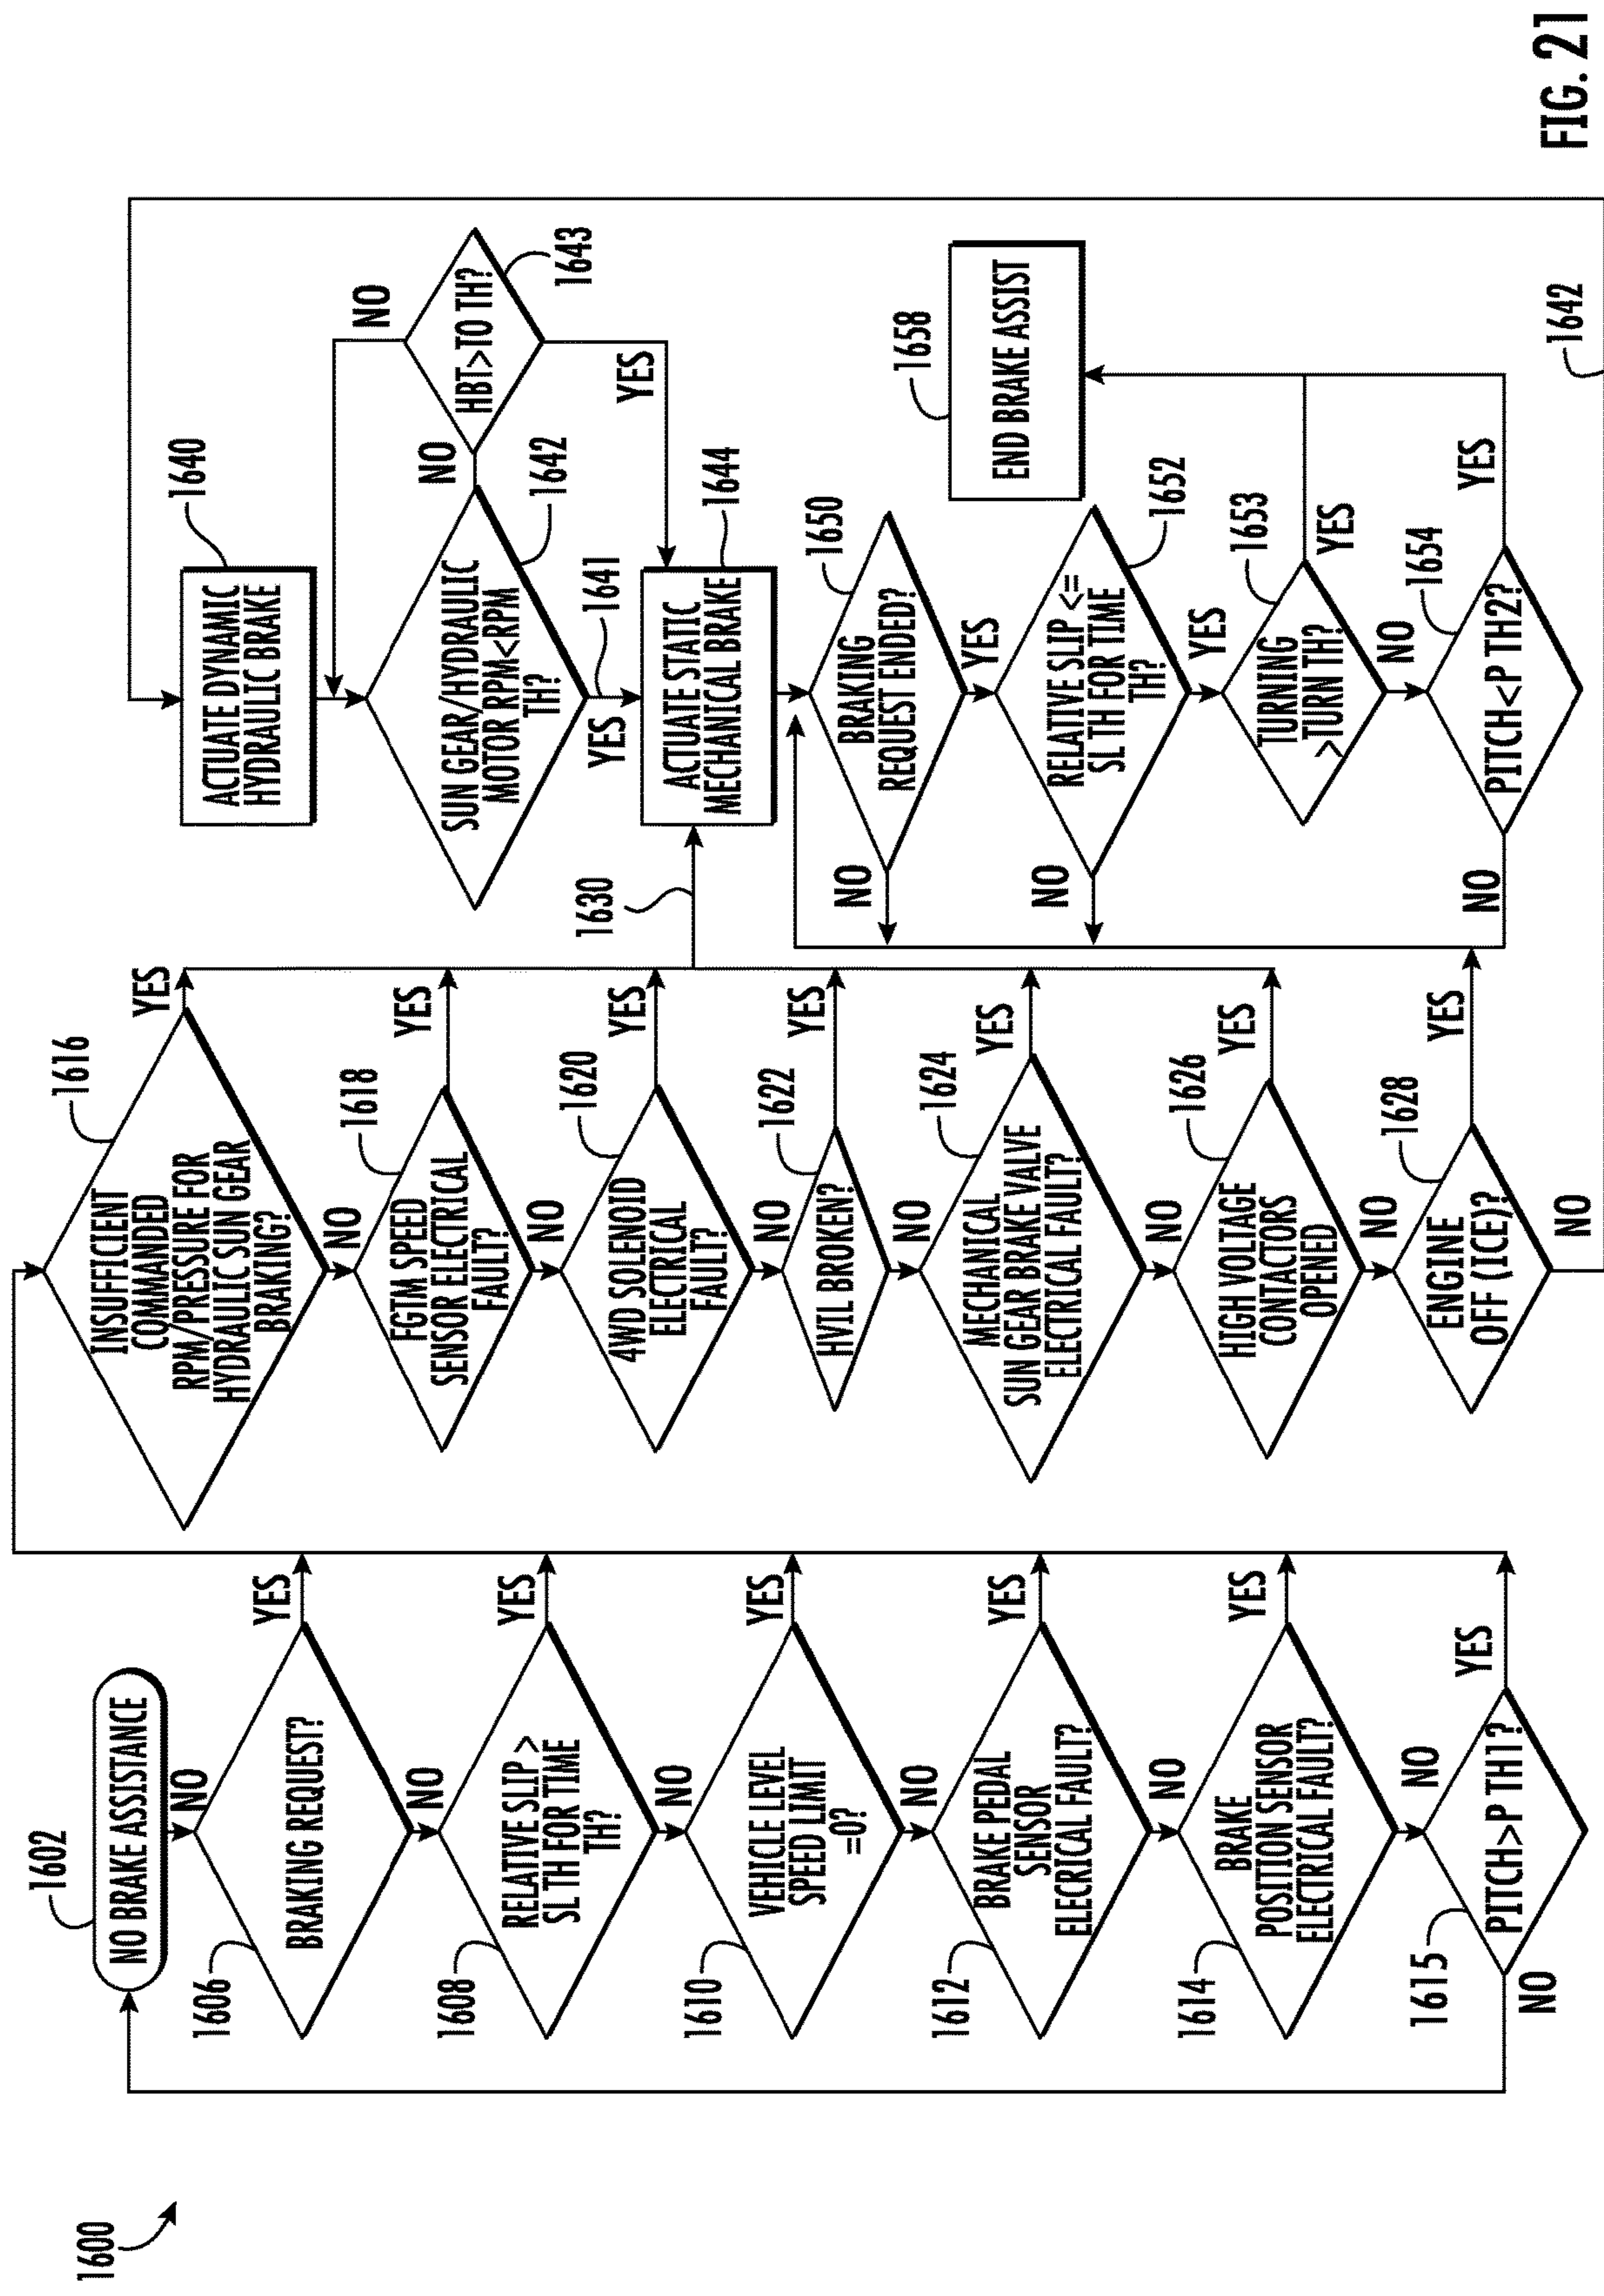 1600
1602
NO BRAKE ASSISTANCE
NO
1606
BRAKING REQUEST?
YES
NO
1608
RELATIVE SLIP >
SL TH FOR TIME
TH?
YES
NO
1610
VEHICLE LEVEL
SPEED LIMIT
=0?
YES
NO
1612
BRAKE PEDAL
SENSOR
ELECRICAL FAULT?
YES
NO
1614
BRAKE
POSITION SENSOR
ELECTRICAL FAULT?
YES
NO
1615
PITCH>P TH1?
YES
NO
1616
INSUFFICIENT
COMMANDED
RPM/PRESSURE FOR
HYDRAULIC SUN GEAR
BRAKING?
YES
NO
1618
FGTM SPEED
SENSOR ELECTRICAL
FAULT?
YES
NO
1620
4WD SOLENOID
ELECTRICAL
FAULT?
YES
NO
1622
HVIL BROKEN?
YES
NO
1624
MECHANICAL
SUN GEAR BRAKE VALVE
ELECTRICAL FAULT?
YES
NO
1626
HIGH VOLTAGE
CONTACTORS
OPENED
YES
NO
1628
ENGINE
OFF (ICE)?
YES
NO
1630
1640
ACTUATE DYNAMIC
HYDRAULIC BRAKE
SUN GEAR/HYDRAULIC
MOTOR RPM<RPM
TH?
1642
NO
HBT>TO TH?
1643
NO
YES
YES
1641
1644
ACTUATE STATIC
MECHANICAL BRAKE
1650
BRAKING
REQUEST ENDED?
NO
YES
RELATIVE SLIP <=
SL TH FOR TIME
TH?
1652
NO
YES
1653
TURNING
>TURN TH?
YES
NO
1654
PITCH<P TH2?
YES
NO
1658
END BRAKE ASSIST
1642
FIG. 21